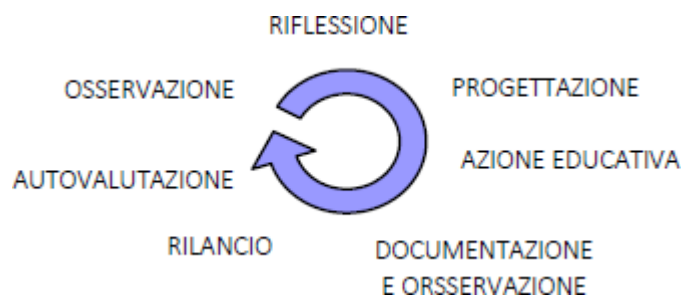 RIFLESSIONE
OSSERVAZIONE
PROGETTAZIONE
AZIONE EDUCATIVA
AUTOVALUTAZIONE
RILANCIO
DOCUMENTAZIONE
E ORSSERVAZIONE